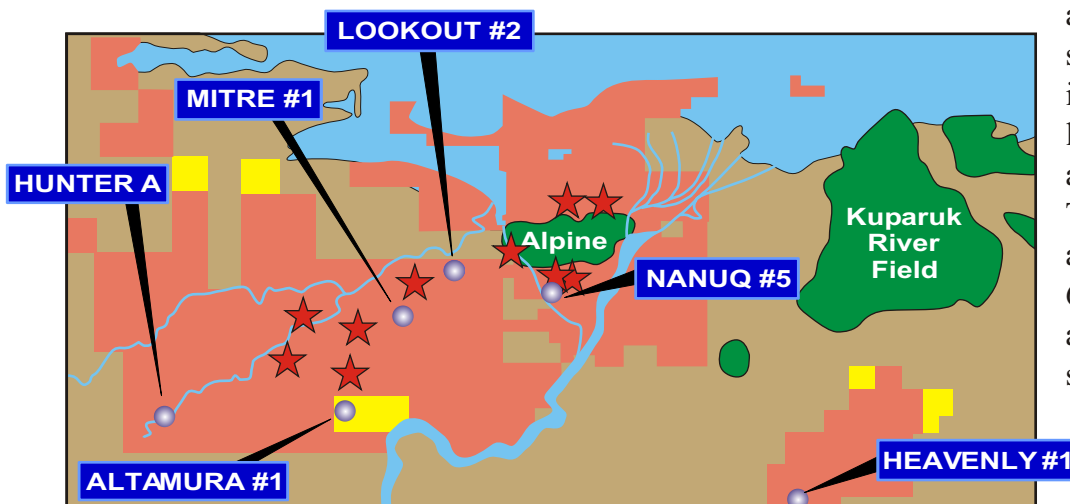 LOOKOUT #2
MITRE #1
HUNTER A
Alpine
Kuparuk
River
Field
NANUQ #5
ALTAMURA #1
HEAVENLY #1